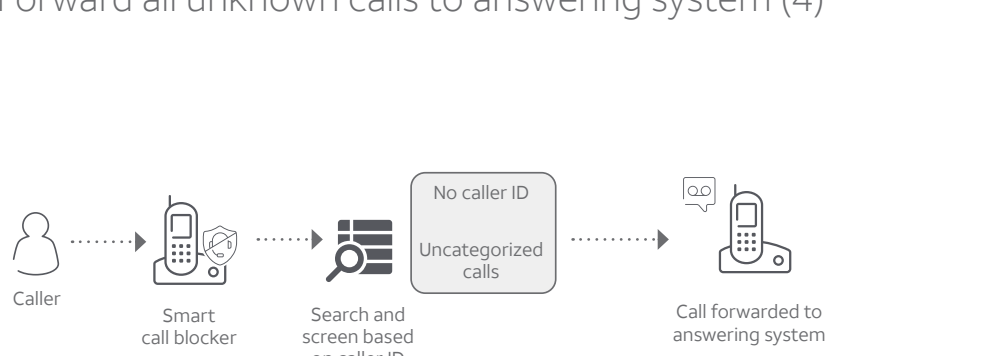 Forward all unknown calls to answering system (4)
No caller ID
Uncategorized
calls
Caller
Smart
call blocker
Search and
screen based
on caller ID
Call forwarded to
answering system